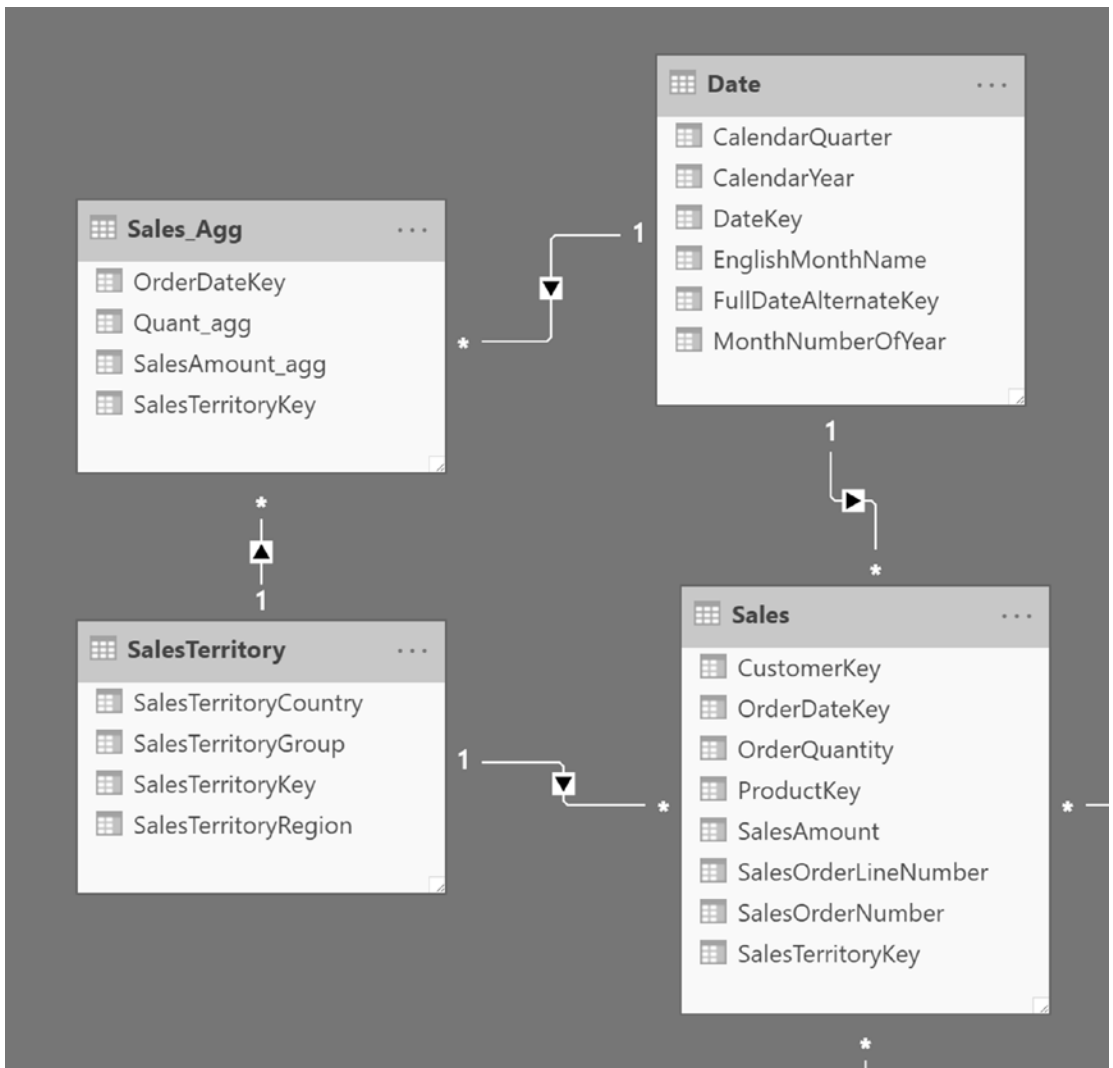 Date
CalendarQuarter
CalendarYear
DateKey
EnglishMonthName
FullDateAlternateKey
MonthNumberOfYear
1
Sales_Agg
OrderDateKey
Quant_agg
SalesAmount_agg
SalesTerritoryKey
*
*
1
1
*
SalesTerritory
SalesTerritoryCountry
SalesTerritoryGroup
SalesTerritoryKey
SalesTerritoryRegion
1
*
Sales
CustomerKey
OrderDateKey
OrderQuantity
ProductKey
SalesAmount
SalesOrderLineNumber
SalesOrderNumber
SalesTerritoryKey
*
*